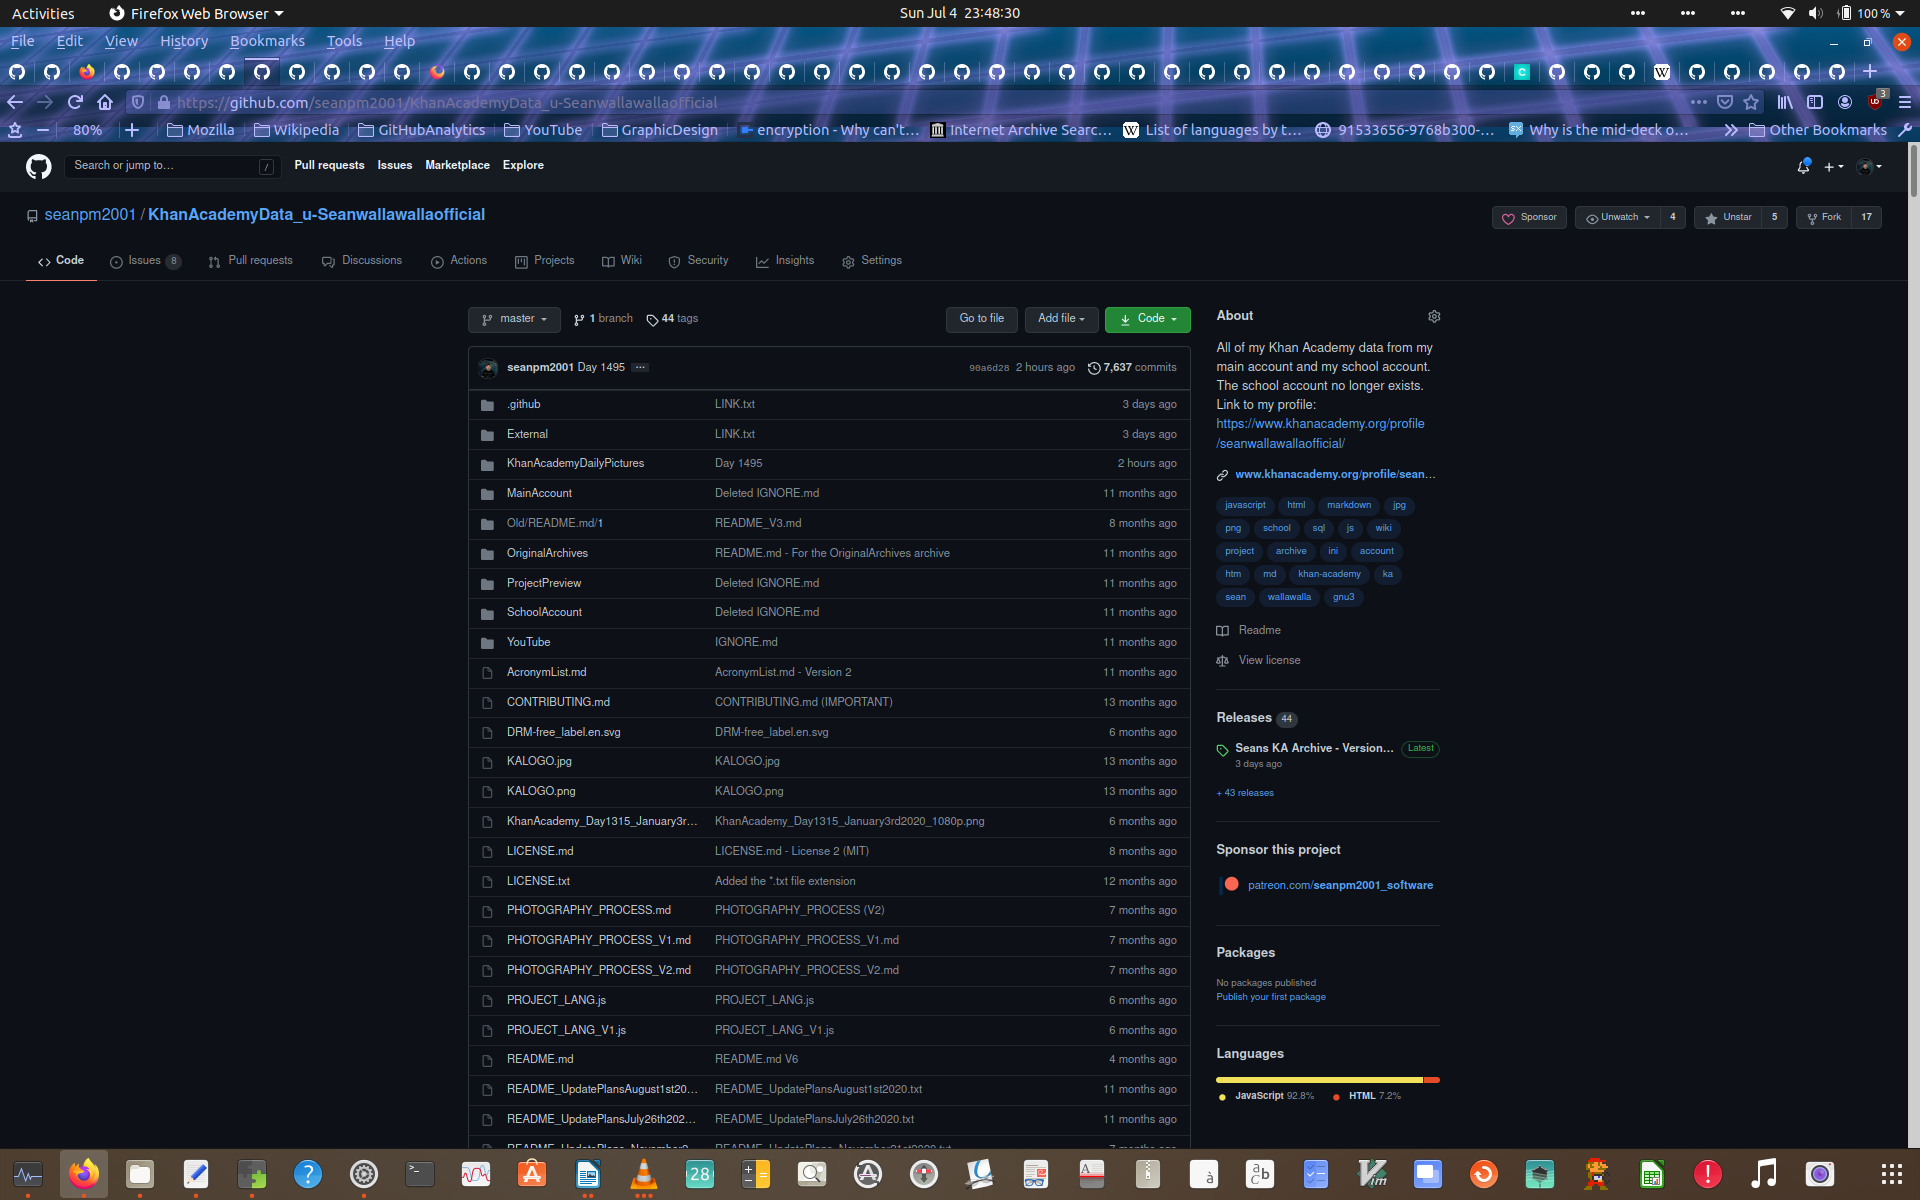 Activities
Firefox Web Browser
Sun Jul 4 23:48:30
100 %
File Edit View History Bookmarks Tools Help
https://github.com/seanpm2001/KhanAcademyData_u-Seanwallawallaofficial
3
80%
Mozilla
Wikipedia
GitHubAnalytics
YouTube
GraphicDesign
encryption - Why can't…
Internet Archive Searc…
List of languages by t…
91533656-9768b300-…
Why is the mid-deck o…
Other Bookmarks
Search or jump to…
/
Pull requests Issues Marketplace Explore
seanpm2001 / KhanAcademyData_u-Seanwallawallaofficial
Sponsor
Unwatch 4
Unstar 5
Fork 17
Code
Issues 8
Pull requests
Discussions
Actions
Projects
Wiki
Security
Insights
Settings
master
1 branch
44 tags
Go to file
Add file
Code
seanpm2001 Day 1495 ...
90a6d28 2 hours ago
7,637 commits
.github LINK.txt 3 days ago
External LINK.txt 3 days ago
KhanAcademyDailyPictures Day 1495 2 hours ago
MainAccount Deleted IGNORE.md 11 months ago
Old/README.md/1 README_V3.md 8 months ago
OriginalArchives README.md - For the OriginalArchives archive 11 months ago
ProjectPreview Deleted IGNORE.md 11 months ago
SchoolAccount Deleted IGNORE.md 11 months ago
YouTube IGNORE.md 11 months ago
AcronymList.md AcronymList.md - Version 2 11 months ago
CONTRIBUTING.md CONTRIBUTING.md (IMPORTANT) 13 months ago
DRM-free_label.en.svg DRM-free_label.en.svg 6 months ago
KALOGO.jpg KALOGO.jpg 13 months ago
KALOGO.png KALOGO.png 13 months ago
KhanAcademy_Day1315_January3r… KhanAcademy_Day1315_January3rd2020_1080p.png 6 months ago
LICENSE.md LICENSE.md - License 2 (MIT) 8 months ago
LICENSE.txt Added the *.txt file extension 12 months ago
PHOTOGRAPHY_PROCESS.md PHOTOGRAPHY_PROCESS (V2) 7 months ago
PHOTOGRAPHY_PROCESS_V1.md PHOTOGRAPHY_PROCESS_V1.md 7 months ago
PHOTOGRAPHY_PROCESS_V2.md PHOTOGRAPHY_PROCESS_V2.md 7 months ago
PROJECT_LANG.js PROJECT_LANG.js 6 months ago
PROJECT_LANG_V1.js PROJECT_LANG_V1.js 6 months ago
README.md README.md V6 4 months ago
README_UpdatePlansAugust1st20… README_UpdatePlansAugust1st2020.txt 11 months ago
README_UpdatePlansJuly26th202… README_UpdatePlansJuly26th2020.txt 11 months ago
About
All of my Khan Academy data from my
main account and my school account.
The school account no longer exists.
Link to my profile:
https://www.khanacademy.org/profile
/seanwallawallaofficial/
www.khanacademy.org/profile/sean…
javascript html markdown jpg
png school sql js wiki
project archive ini account
htm md khan-academy ka
sean wallawalla gnu3
Readme
View license
Releases 44
Seans KA Archive - Version… Latest
3 days ago
+ 43 releases
Sponsor this project
patreon.com/seanpm2001_software
Packages
No packages published
Publish your first package
Languages
JavaScript 92.8% HTML 7.2%
28